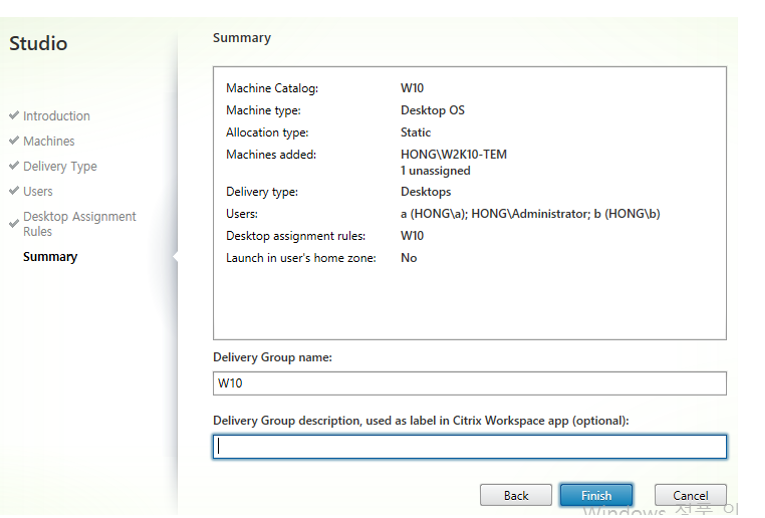 Studio
Introduction
Machines
Delivery Type
Users
Desktop Assignment
Rules
Summary
Summary
Machine Catalog: W10
Machine type: Desktop OS
Allocation type: Static
Machines added: HONG\W2K10-TEM
1 unassigned
Delivery type: Desktops
Users: a (HONG\a); HONG\Administrator; b (HONG\b)
Desktop assignment rules: W10
Launch in user's home zone: No
Delivery Group name:
W10
Delivery Group description, used as label in Citrix Workspace app (optional):
Back Finish Cancel
Windows 정품